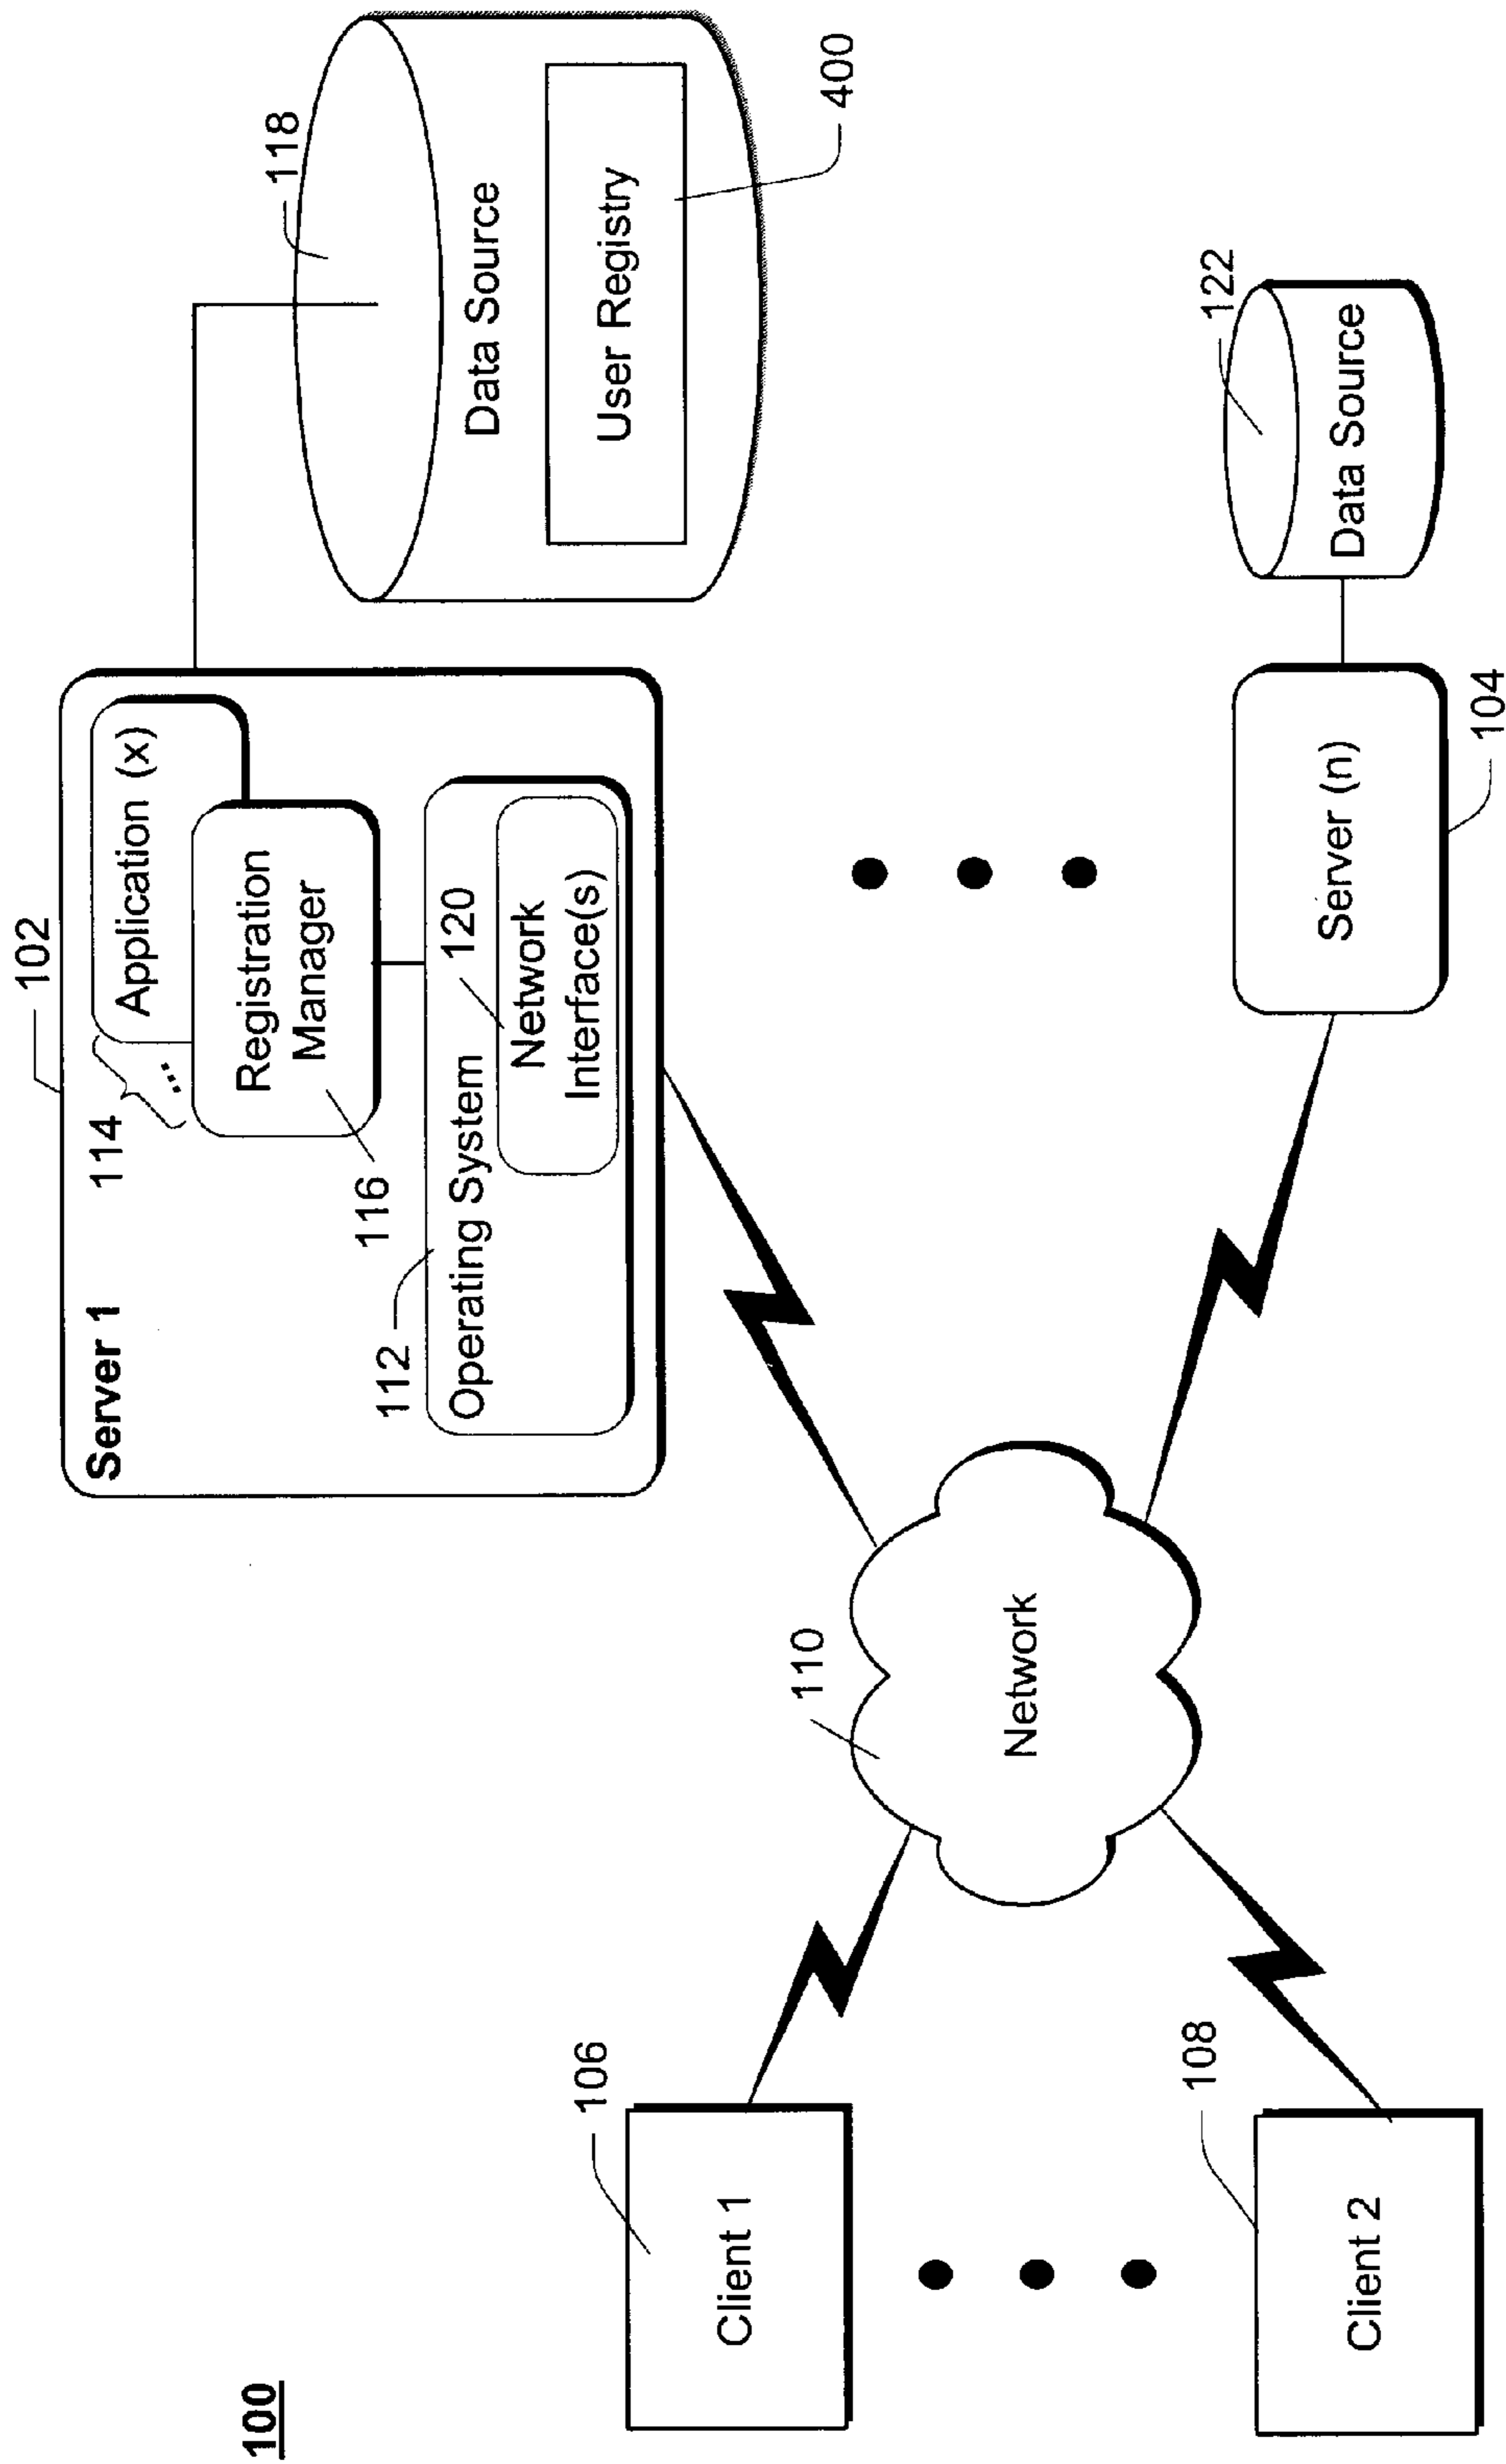 100
Server 1
102
114
...
Application (x)
Registration
Manager
116
112
Operating System
120
Network
Interface(s)
118
Data Source
User Registry
400
106
Client 1
110
Network
108
Client 2
Server (n)
104
122
Data Source